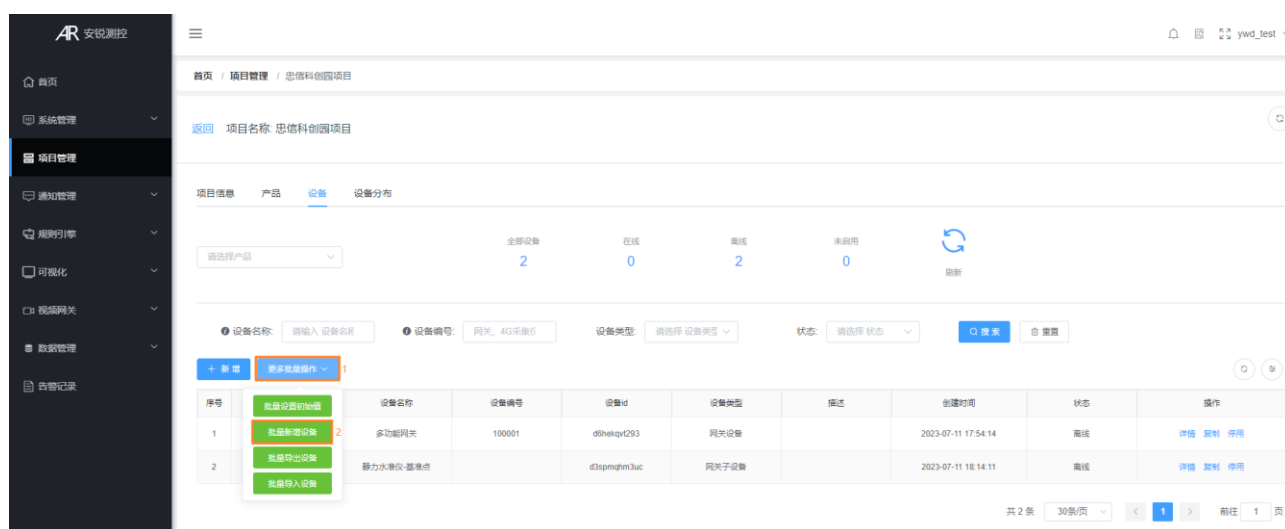 AR 安锐测控
ywd_test
首页
系统管理
项目管理
通知管理
规则引擎
可视化
视频网关
数据管理
告警记录
首页 / 项目管理 / 忠信科创园项目
返回 项目名称: 忠信科创园项目
项目信息 产品 设备 设备分布
请选择产品
全部设备 在线 离线 未启用
2 0 2 0
刷新
设备名称: 请输入 设备名称 设备编号: 网关、4G采集仪 设备类型: 请选择 设备类型 状态: 请选择 状态 搜索 重置
+ 新增 更多批量操作 1
批量设置初始值
批量新增设备 2
批量导出设备
批量导入设备
序号 设备名称 设备编号 设备id 设备类型 描述 创建时间 状态 操作
1 多功能网关 100001 d6hekqvt293 网关设备 2023-07-11 17:54:14 离线 详情 复制 停用
2 静力水准仪-基准点 d3spmqhm3uc 网关子设备 2023-07-11 18:14:11 离线 详情 复制 停用
共 2 条 30条/页 < 1 > 前往 1 页